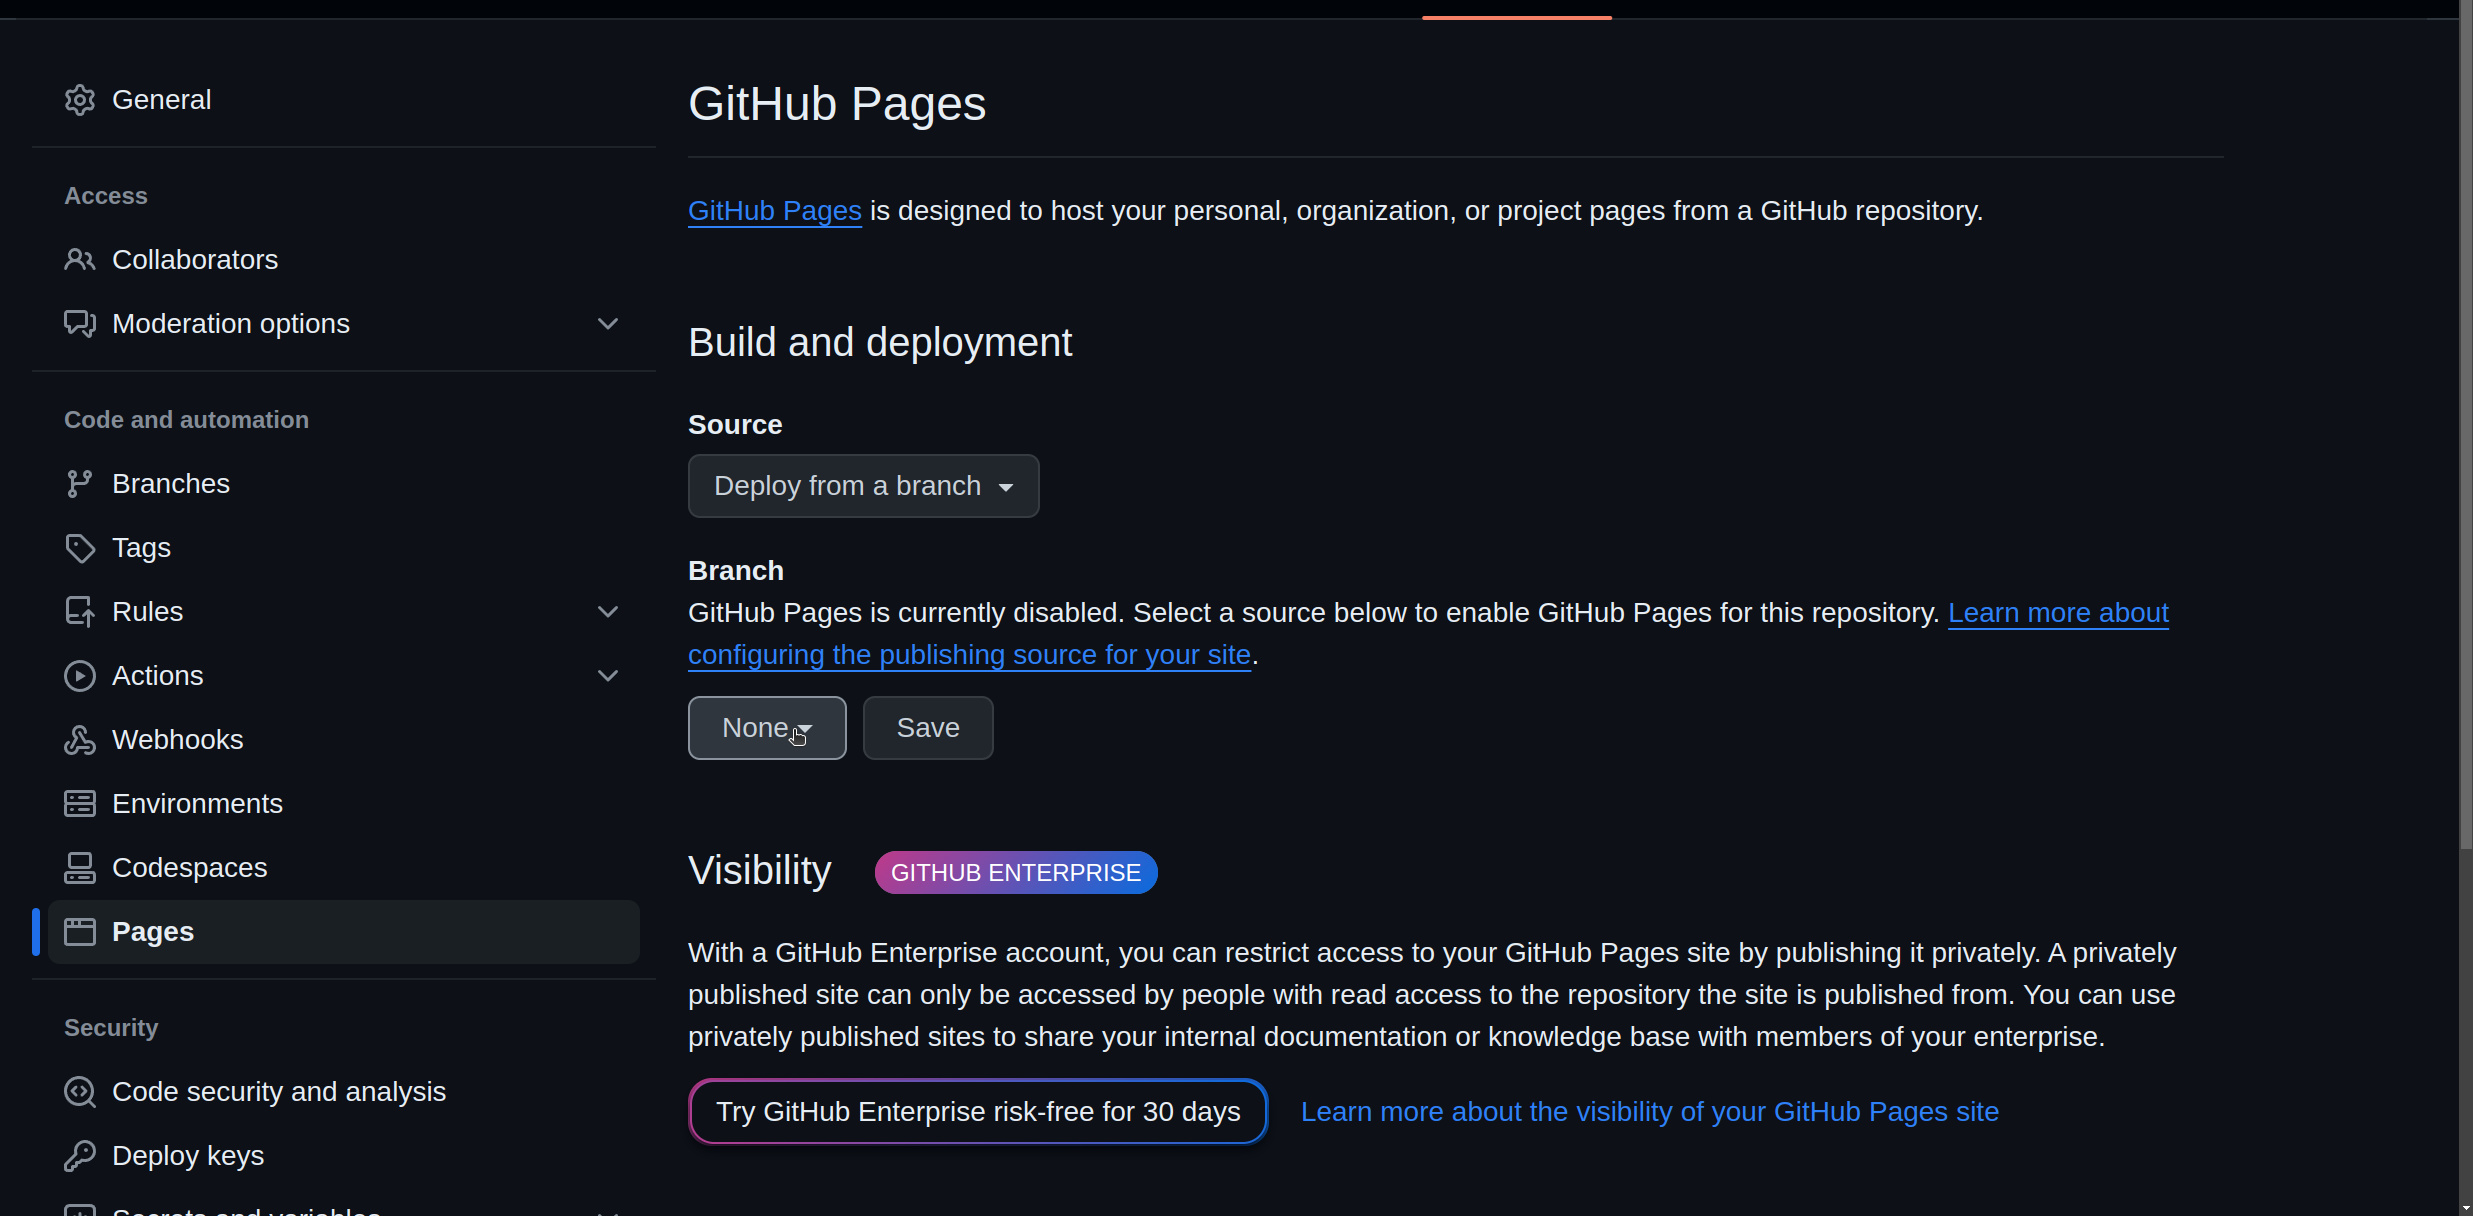 General
Access
Collaborators
Moderation options
Code and automation
Branches
Tags
Rules
Actions
Webhooks
Environments
Codespaces
Pages
Security
Code security and analysis
Deploy keys
Secrets and variables
GitHub Pages
GitHub Pages is designed to host your personal, organization, or project pages from a GitHub repository.
Build and deployment
Source
Deploy from a branch
Branch
GitHub Pages is currently disabled. Select a source below to enable GitHub Pages for this repository. Learn more about
configuring the publishing source for your site.
None
Save
Visibility
GITHUB ENTERPRISE
With a GitHub Enterprise account, you can restrict access to your GitHub Pages site by publishing it privately. A privately
published site can only be accessed by people with read access to the repository the site is published from. You can use
privately published sites to share your internal documentation or knowledge base with members of your enterprise.
Try GitHub Enterprise risk-free for 30 days
Learn more about the visibility of your GitHub Pages site